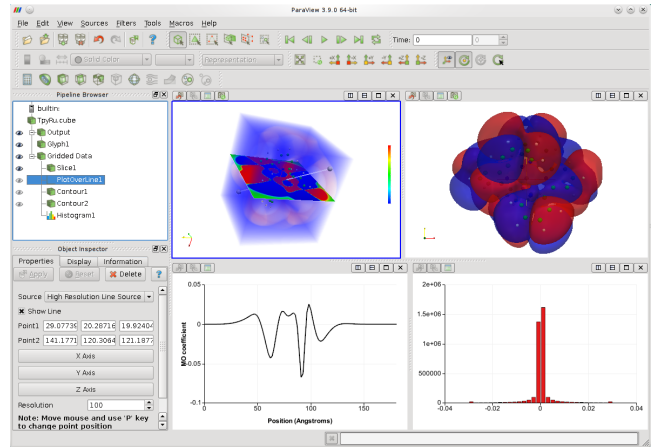 ParaView 3.9.0 64-bit
File Edit View Sources Filters Tools Macros Help
Time: 0
0
Solid Color
Representation
Pipeline Browser
builtin:
TpyRu.cube
Output
Glyph1
Gridded Data
Slice1
PlotOverLine1
Contour1
Contour2
Histogram1
Object Inspector
Properties Display Information
Apply Reset Delete ?
Source High Resolution Line Source
Show Line
Point1 29.07739 20.28716 19.92404
Point2 141.1771 120.3064 121.1877
X Axis
Y Axis
Z Axis
Resolution 100
Note: Move mouse and use 'P' key
to change point position
0.05
0
-0.05
-0.1
MO coefficient
0 50 100 150
Position (Angstroms)
2e+06
1.5e+06
1e+06
500000
0
-0.04 -0.02 0 0.02 0.04